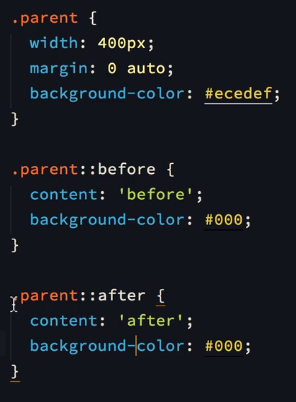 .parent {
width: 400px;
margin: 0 auto;
background-color: #ecedef;
}
.parent::before {
content: 'before';
background-color: #000;
}
.parent::after {
content: 'after';
background-color: #000;
}